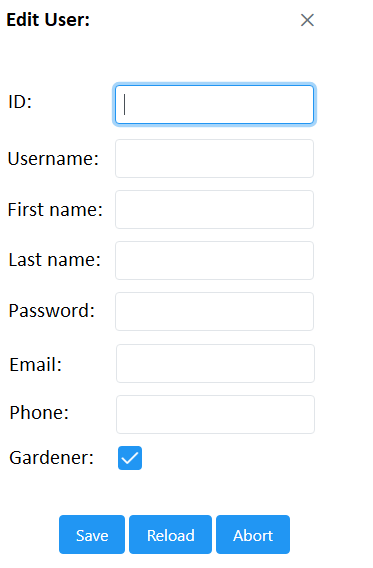 Edit User:
ID:
Username:
First name:
Last name:
Password:
Email:
Phone:
Gardener:
Save Reload Abort